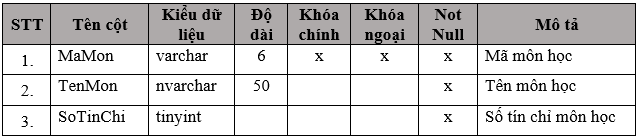 STT Tên cột Kiểu dữ liệu Độ dài Khóa chính Khóa ngoại Not Null Mô tả
1. MaMon varchar 6 x x x Mã môn học
2. TenMon nvarchar 50 x Tên môn học
3. SoTinChi tinyint x Số tín chỉ môn học